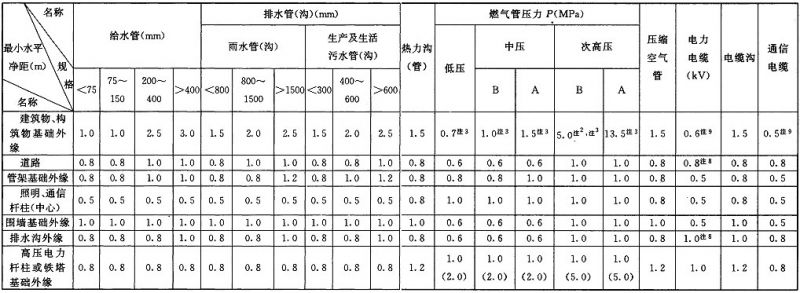 名称
最小水平
净距(m)
规
格
名称
给水管(mm)
排水管(沟)(mm)
雨水管(沟)
生产及生活
污水管(沟)
热力沟
(管)
燃气管压力 P(MPa)
低压
中压
次高压
压缩
空气
管
电力
电缆
(kV)
电缆沟
通信
电缆
<75 75～150 200～400 >400 <800 800～1500 >1500 <300 400～600 >600 B A B A
建筑物、构
筑物基础外
缘
1.0 1.0 2.5 3.0 1.5 2.0 2.5 1.5 2.0 2.5 1.5 0.7注3 1.0注3 1.5注3 5.0注2,注3 13.5注3 1.5 0.6注9 1.5 0.5注9
道路 0.8 0.8 1.0 1.0 0.8 0.8 1.0 0.8 0.8 1.0 0.8 0.6 0.6 0.6 1.0 1.0 0.8 0.8注8 0.8 0.8
管架基础外缘 0.8 0.8 1.0 1.0 0.8 0.8 1.2 0.8 1.0 1.2 0.8 0.8 0.8 1.0 1.0 1.0 0.8 0.5 0.8 0.5
照明、通信
杆柱(中心)
0.5 0.5 0.5 0.5 0.5 0.5 0.5 0.5 0.5 0.5 0.8 0.6 0.6 0.6 1.0 1.0 0.8 0.5 0.8 0.5
围墙基础外缘 1.0 1.0 1.0 1.0 1.0 1.0 1.0 1.0 1.0 1.0 1.0 0.6 0.6 0.6 1.0 1.0 1.0 0.5 1.0 0.5
排水沟外缘 0.8 0.8 0.8 1.0 0.8 0.8 1.0 0.8 0.8 1.0 0.8 0.6 0.6 0.6 1.0 1.0 0.8 1.0注8 1.0 0.8
高压电力
杆柱或铁塔
基础外缘
0.8 0.8 0.8 0.8 0.8 0.8 0.8 0.8 0.8 0.8 1.2 1.0 1.0 1.0 1.0 1.0 1.2 1.0 1.2 0.8
(2.0) (2.0) (2.0) (5.0) (5.0)